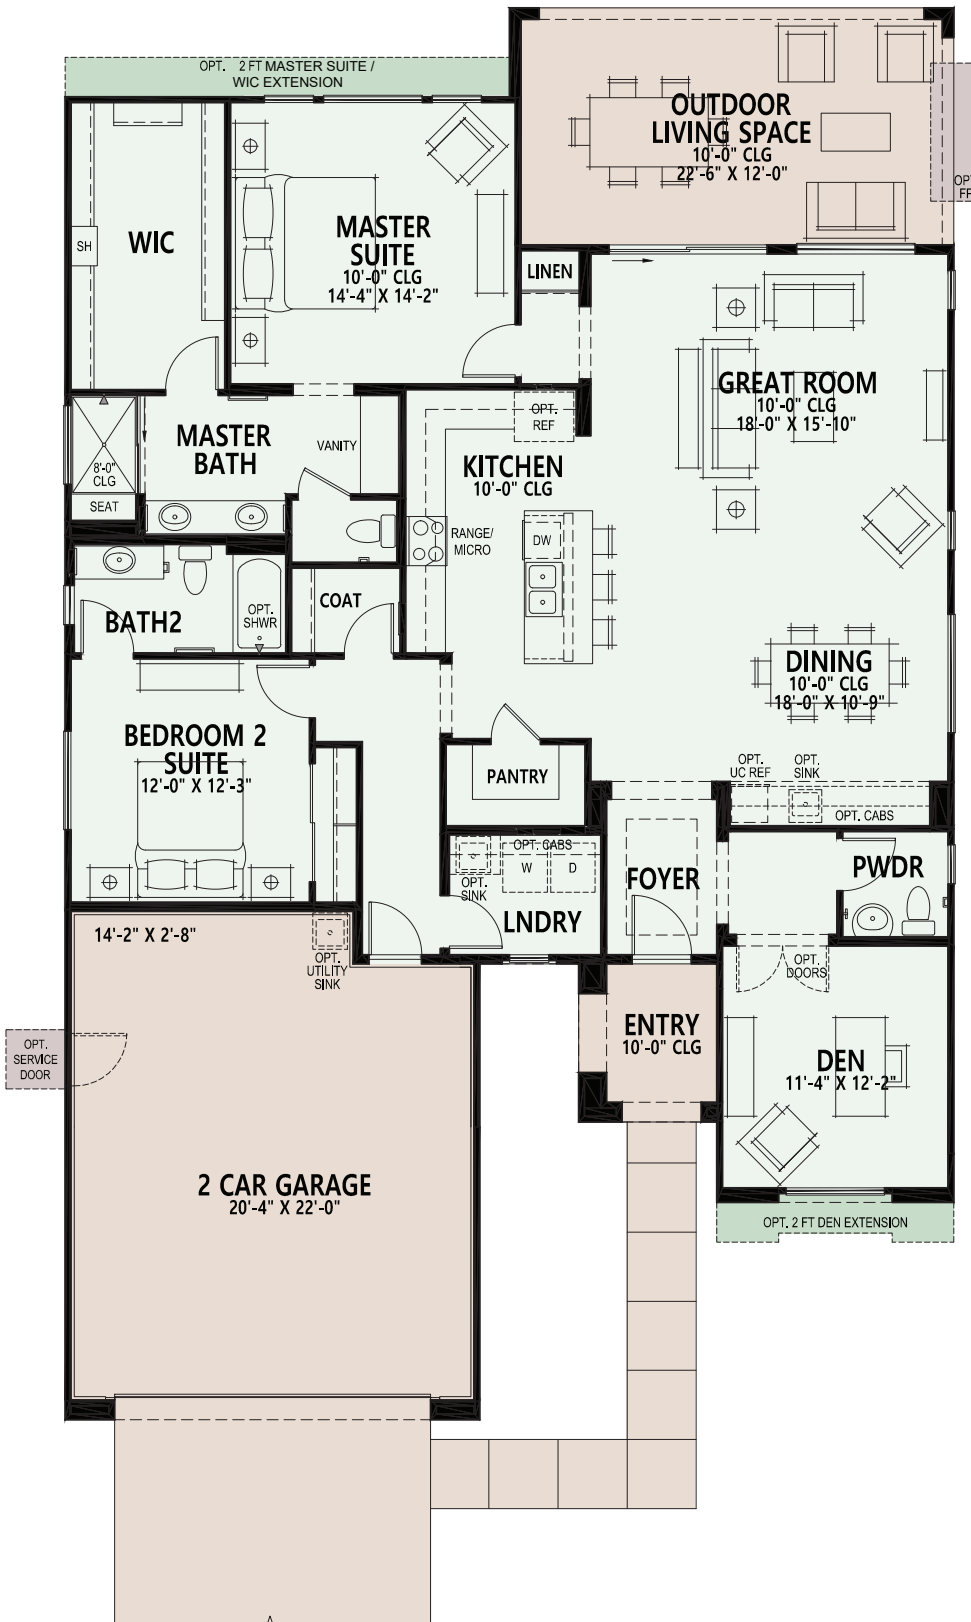 OPT. 2 FT MASTER SUITE /
WIC EXTENSION
OUTDOOR
LIVING SPACE
10'-0" CLG
22'-6" X 12'-0"
OPT.
WIC
SH
MASTER
SUITE
10'-0" CLG
14'-4" X 14'-2"
LINEN
GREAT ROOM
10'-0" CLG
18'-0" X 15'-10"
OPT.
REF
MASTER
BATH
VANITY
8'-0"
CLG
SEAT
KITCHEN
10'-0" CLG
RANGE/
MICRO
DW
COAT
BATH2
OPT.
SHWR
DINING
10'-0" CLG
18'-0" X 10'-9"
BEDROOM 2
SUITE
12'-0" X 12'-3"
PANTRY
OPT.
UC REF
OPT.
SINK
OPT. CABS
OPT. CABS
W
D
OPT.
SINK
LNDRY
FOYER
PWDR
14'-2" X 2'-8"
OPT.
UTILITY
SINK
OPT.
DOORS
OPT.
SERVICE
DOOR
ENTRY
10'-0" CLG
DEN
11'-4" X 12'-2"
2 CAR GARAGE
20'-4" X 22'-0"
OPT. 2 FT DEN EXTENSION